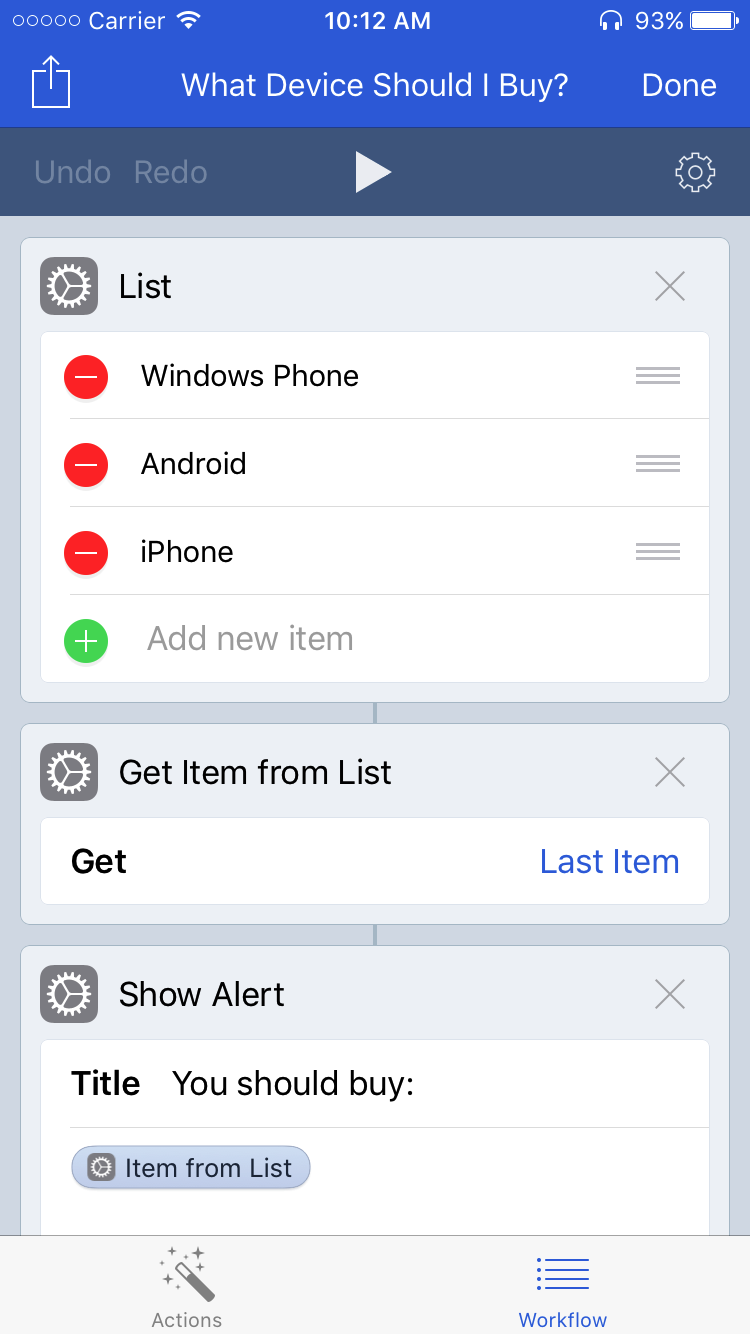 Carrier 10:12 AM 93%
What Device Should I Buy? Done
Undo Redo
List
Windows Phone
Android
iPhone
Add new item
Get Item from List
Get Last Item
Show Alert
Title You should buy:
Item from List
Actions Workflow